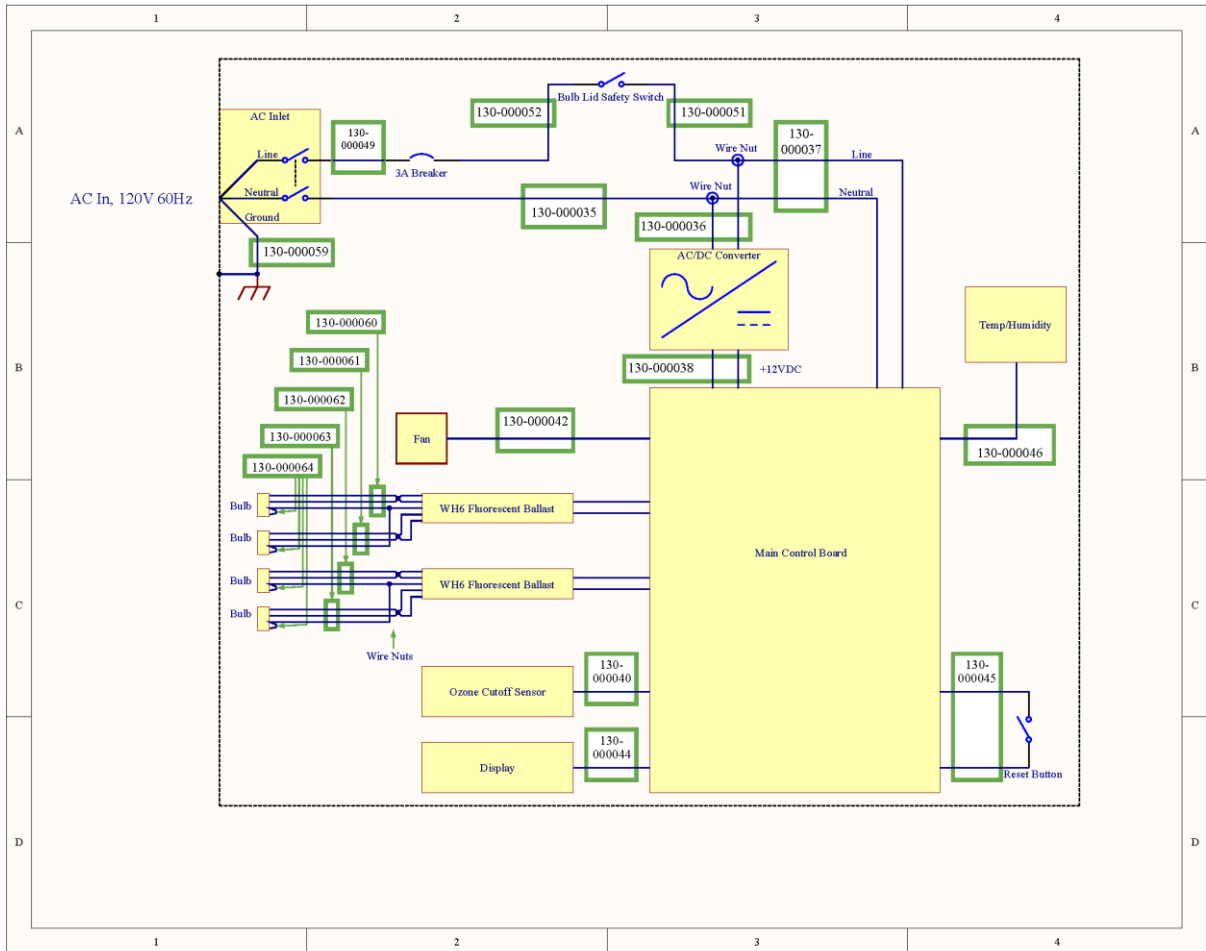 1 2 3 4
A
A
AC Inlet
Line
Neutral
Ground
AC In, 120V 60Hz
130-
000049
3A Breaker
130-000052
Bulb Lid Safety Switch
130-000051
Wire Nut
130-
000037
Line
Wire Nut
Neutral
130-000035
130-000036
130-000059
AC/DC Converter
Temp/Humidity
B
B
130-000060
130-000061
130-000062
130-000063
130-000064
130-000038
+12VDC
Fan
130-000042
130-000046
Bulb
WH6 Fluorescent Ballast
Bulb
Main Control Board
Bulb
WH6 Fluorescent Ballast
C
C
Bulb
Wire Nuts
Ozone Cutoff Sensor
130-
000040
130-
000045
Display
130-
000044
Reset Button
D
D
1 2 3 4